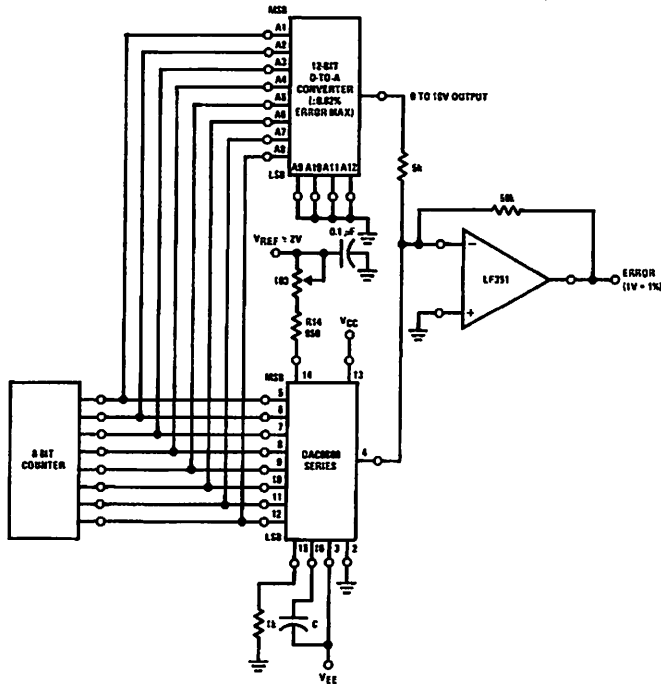 MSB
A1
A2
A3
A4
A5
A6
A7
A8
LSB
12-BIT
D-TO-A
CONVERTER
(±0.02%
ERROR MAX)
A9 A10 A11 A12
0 TO 10V OUTPUT
5k
50k
0.1 µF
VREF = 2V
R14
950
VCC
LF351
−
+
ERROR
(1V = 1%)
14
13
MSB
5
6
7
8
9
10
11
12
LSB
8-BIT
COUNTER
SERIES
4
15 16 3 2
1k
C
VEE